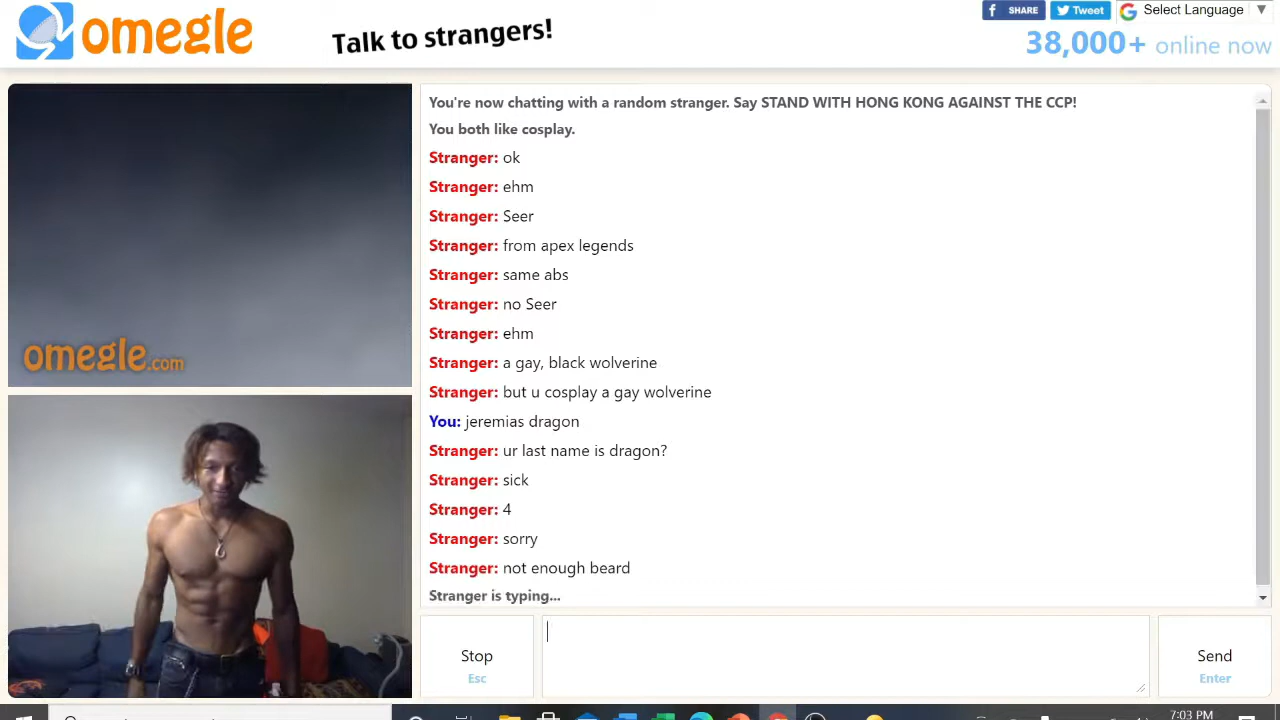 omegle
Talk to strangers!
SHARE
Tweet
Select Language ▼
38,000+ online now
You're now chatting with a random stranger. Say STAND WITH HONG KONG AGAINST THE CCP!
You both like cosplay.
Stranger: ok
Stranger: ehm
Stranger: Seer
Stranger: from apex legends
Stranger: same abs
Stranger: no Seer
Stranger: ehm
Stranger: a gay, black wolverine
Stranger: but u cosplay a gay wolverine
You: jeremias dragon
Stranger: ur last name is dragon?
Stranger: sick
Stranger: 4
Stranger: sorry
Stranger: not enough beard
Stranger is typing...
omegle.com
Stop
Esc
Send
Enter
7:03 PM